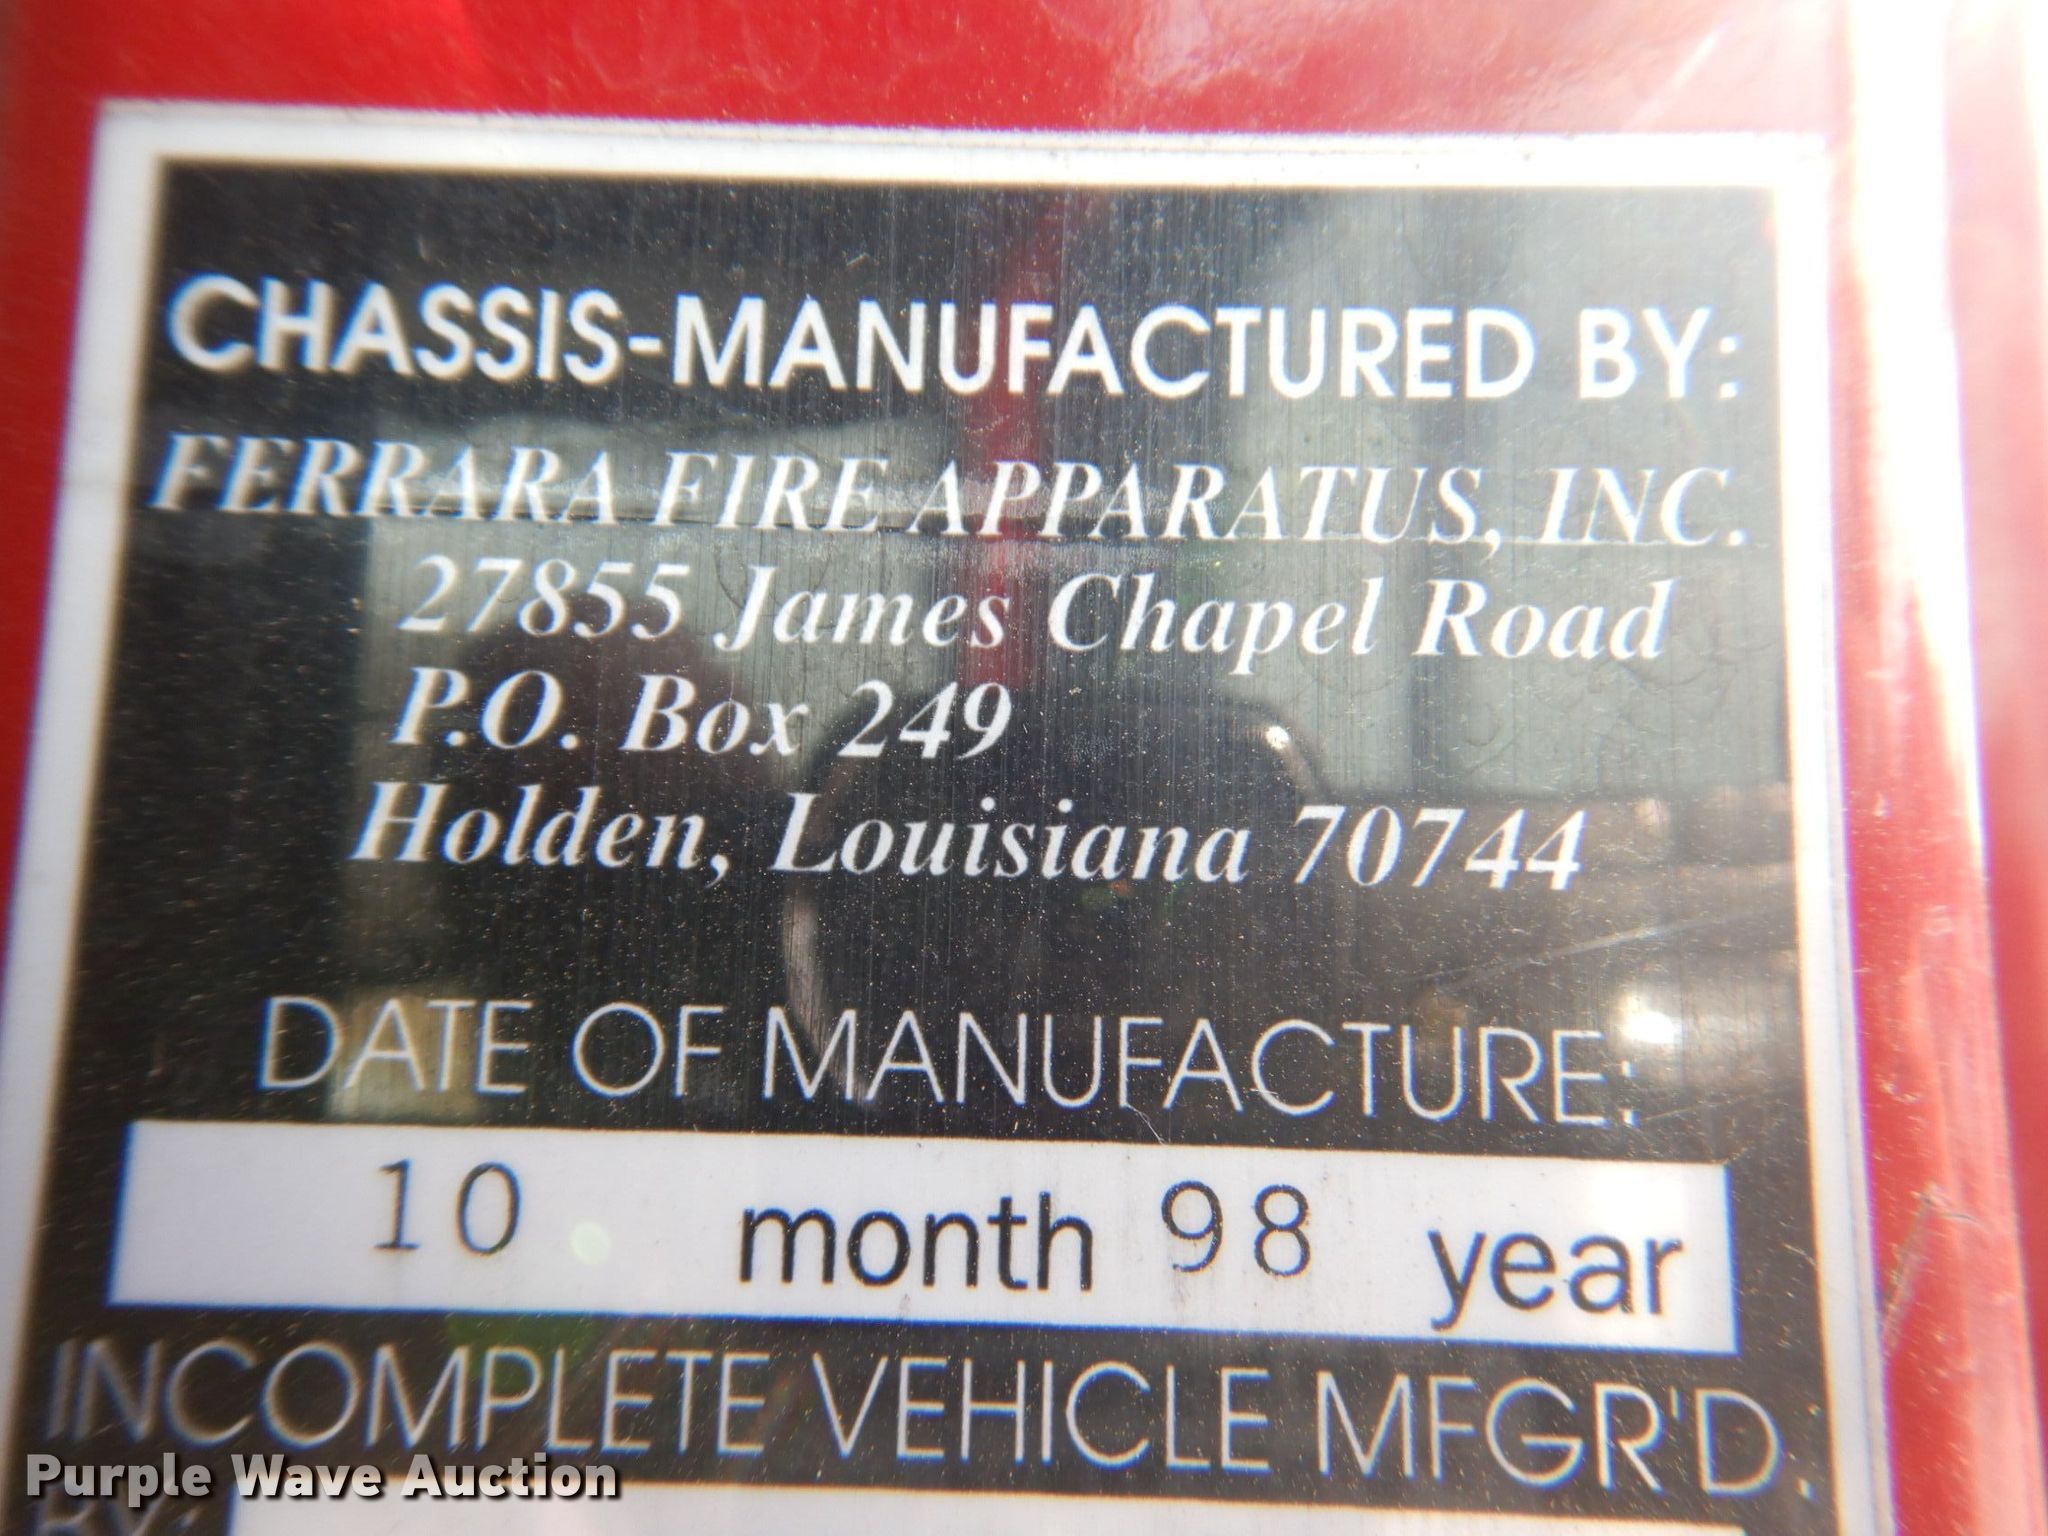 CHASSIS-MANUFACTURED BY:
FERRARA FIRE APPARATUS, INC.
27855 James Chapel Road
P.O. Box 249
Holden, Louisiana 70744
DATE OF MANUFACTURE:
10 month 98 year
INCOMPLETE VEHICLE MFGR'D.
BY:
Purple Wave Auction